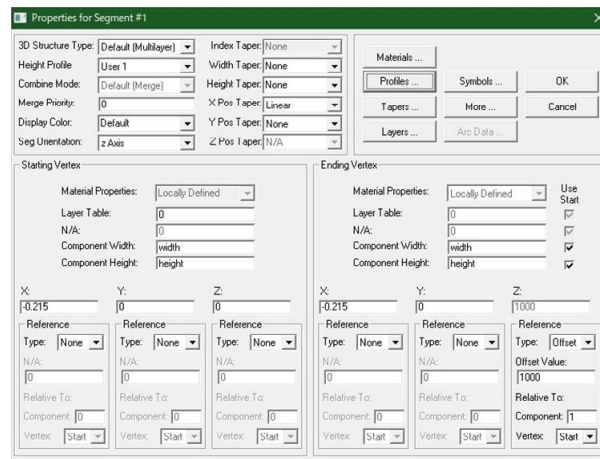 Properties for Segment #1
3D Structure Type: Default (Multilayer) Index Taper: None
Height Profile User 1 Width Taper: None
Combine Mode: Default (Merge) Height Taper: None
Merge Priority: 0 X Pos Taper: Linear
Display Color: Default Y Pos Taper: None
Seg Orientation: z Axis Z Pos Taper: N/A
Materials ...
Profiles ... Symbols ... OK
Tapers ... More ... Cancel
Layers ... Arc Data ...
Starting Vertex
Material Properties: Locally Defined
Layer Table: 0
N/A: 0
Component Width: width
Component Height: height
X: Y: Z:
-0.215 0 0
Reference Reference Reference
Type: None Type: None Type: None
N/A: N/A: N/A:
0 0 0
Relative To: Relative To: Relative To:
Component: 0 Component: 0 Component: 0
Vertex: Start Vertex: Start Vertex: Start
Ending Vertex
Material Properties: Locally Defined Use Start
Layer Table: 0
N/A: 0
Component Width: width
Component Height: height
X: Y: Z:
-0.215 0 1000
Reference Reference Reference
Type: None Type: None Type: Offset
N/A: N/A: Offset Value:
0 0 1000
Relative To: Relative To: Relative To:
Component: 0 Component: 0 Component: 1
Vertex: Start Vertex: Start Vertex: Start